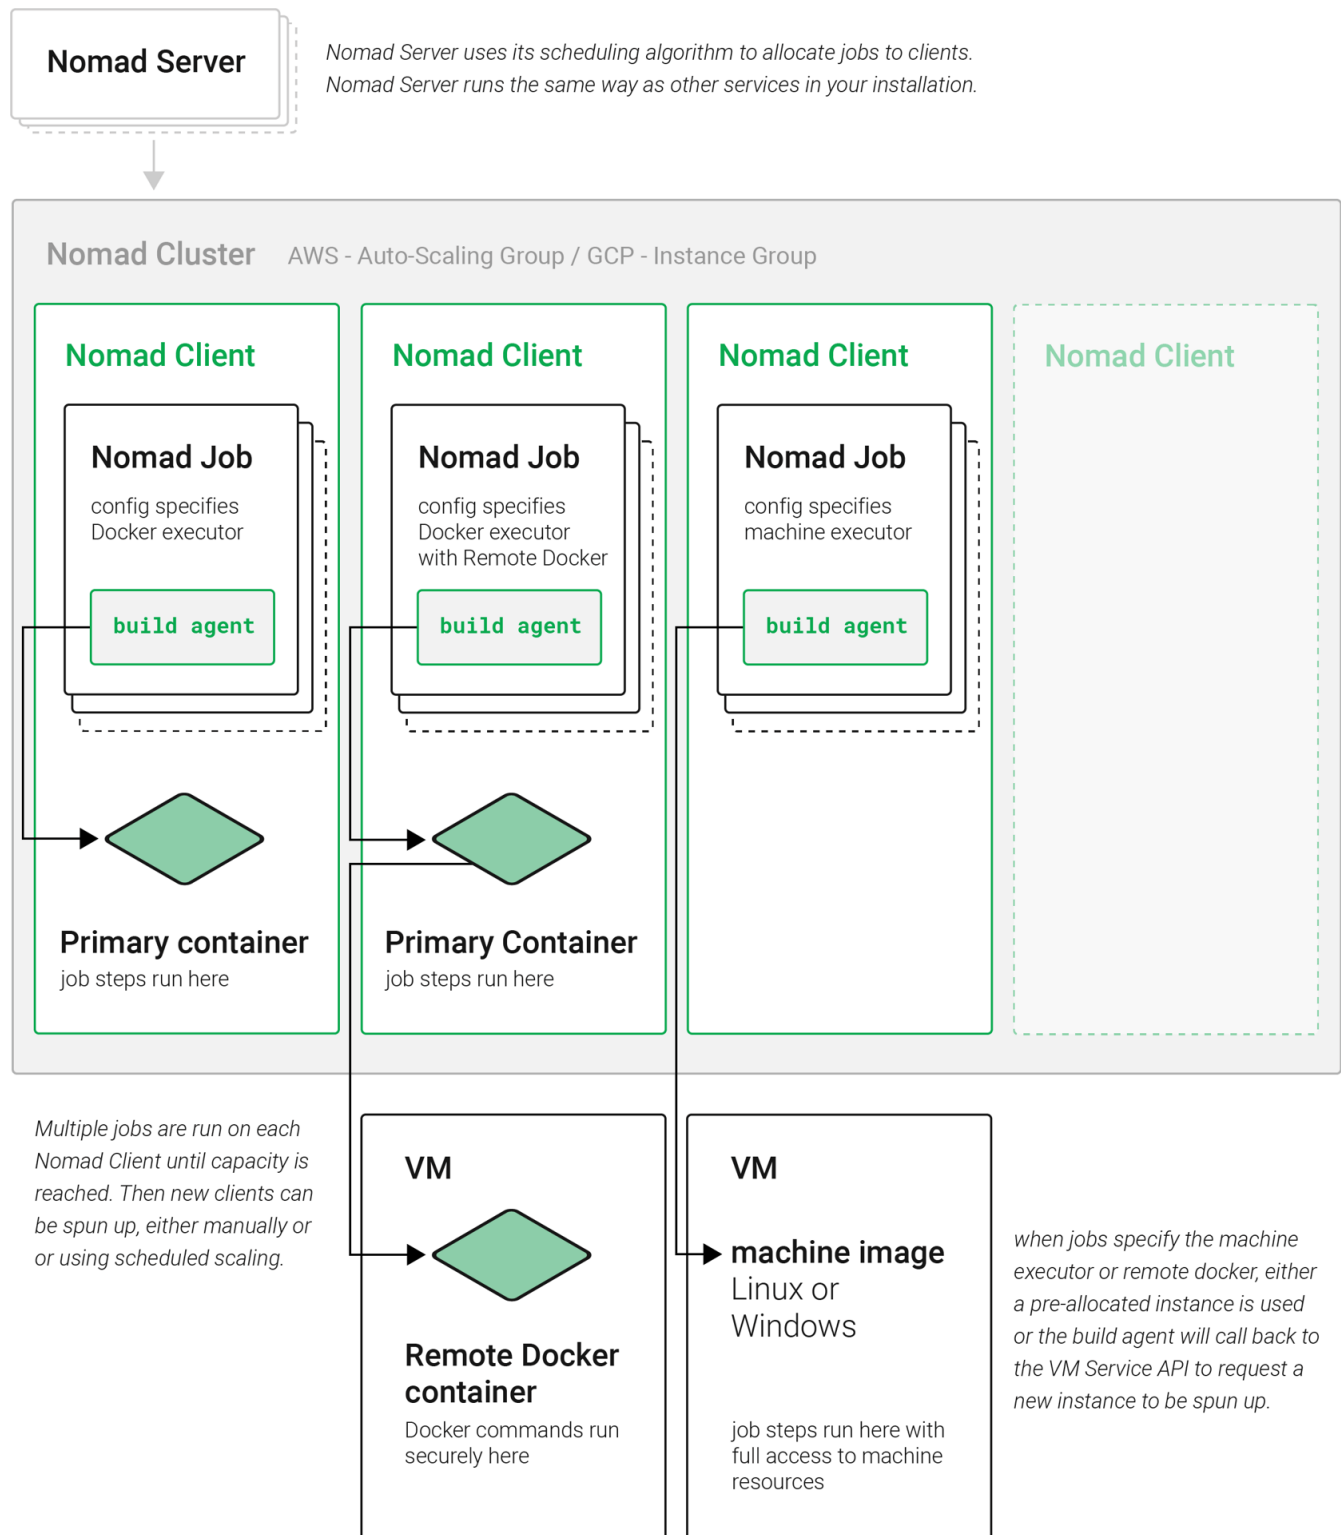 Nomad Server
Nomad Server uses its scheduling algorithm to allocate jobs to clients.
Nomad Server runs the same way as other services in your installation.
Nomad Cluster AWS - Auto-Scaling Group / GCP - Instance Group
Nomad Client
Nomad Job
config specifies
Docker executor
build agent
Primary container
job steps run here
Nomad Client
Nomad Job
config specifies
Docker executor
with Remote Docker
build agent
Primary Container
job steps run here
Nomad Client
Nomad Job
config specifies
machine executor
build agent
Nomad Client
Multiple jobs are run on each
Nomad Client until capacity is
reached. Then new clients can
be spun up, either manually or
or using scheduled scaling.
VM
Remote Docker
container
Docker commands run
securely here
VM
machine image
Linux or
Windows
job steps run here with
full access to machine
resources
when jobs specify the machine
executor or remote docker, either
a pre-allocated instance is used
or the build agent will call back to
the VM Service API to request a
new instance to be spun up.